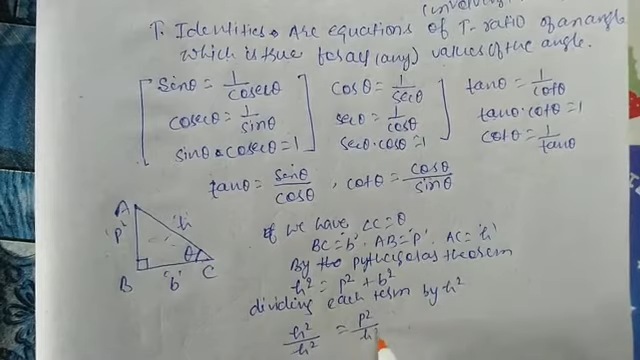 (involving
T. Identities. Are equations of T-ratio of an angle
which is true for all (any) values of the angle.
sinθ = 1/cosecθ cosθ = 1/secθ tanθ = 1/cotθ
cosecθ = 1/sinθ secθ = 1/cosθ tanθ·cotθ = 1
sinθ • cosecθ = 1 secθ·cosθ = 1 cotθ = 1/tanθ
tanθ = sinθ/cosθ , cotθ = cosθ/sinθ
A
'h'
'P'
θ
B 'b' C
If we have ∠C = θ
BC = 'b' . AB = 'P' . AC = 'h'
By the pythagoras theorem
h² = p² + b²
dividing each term by h²
h²/h² = p²/h